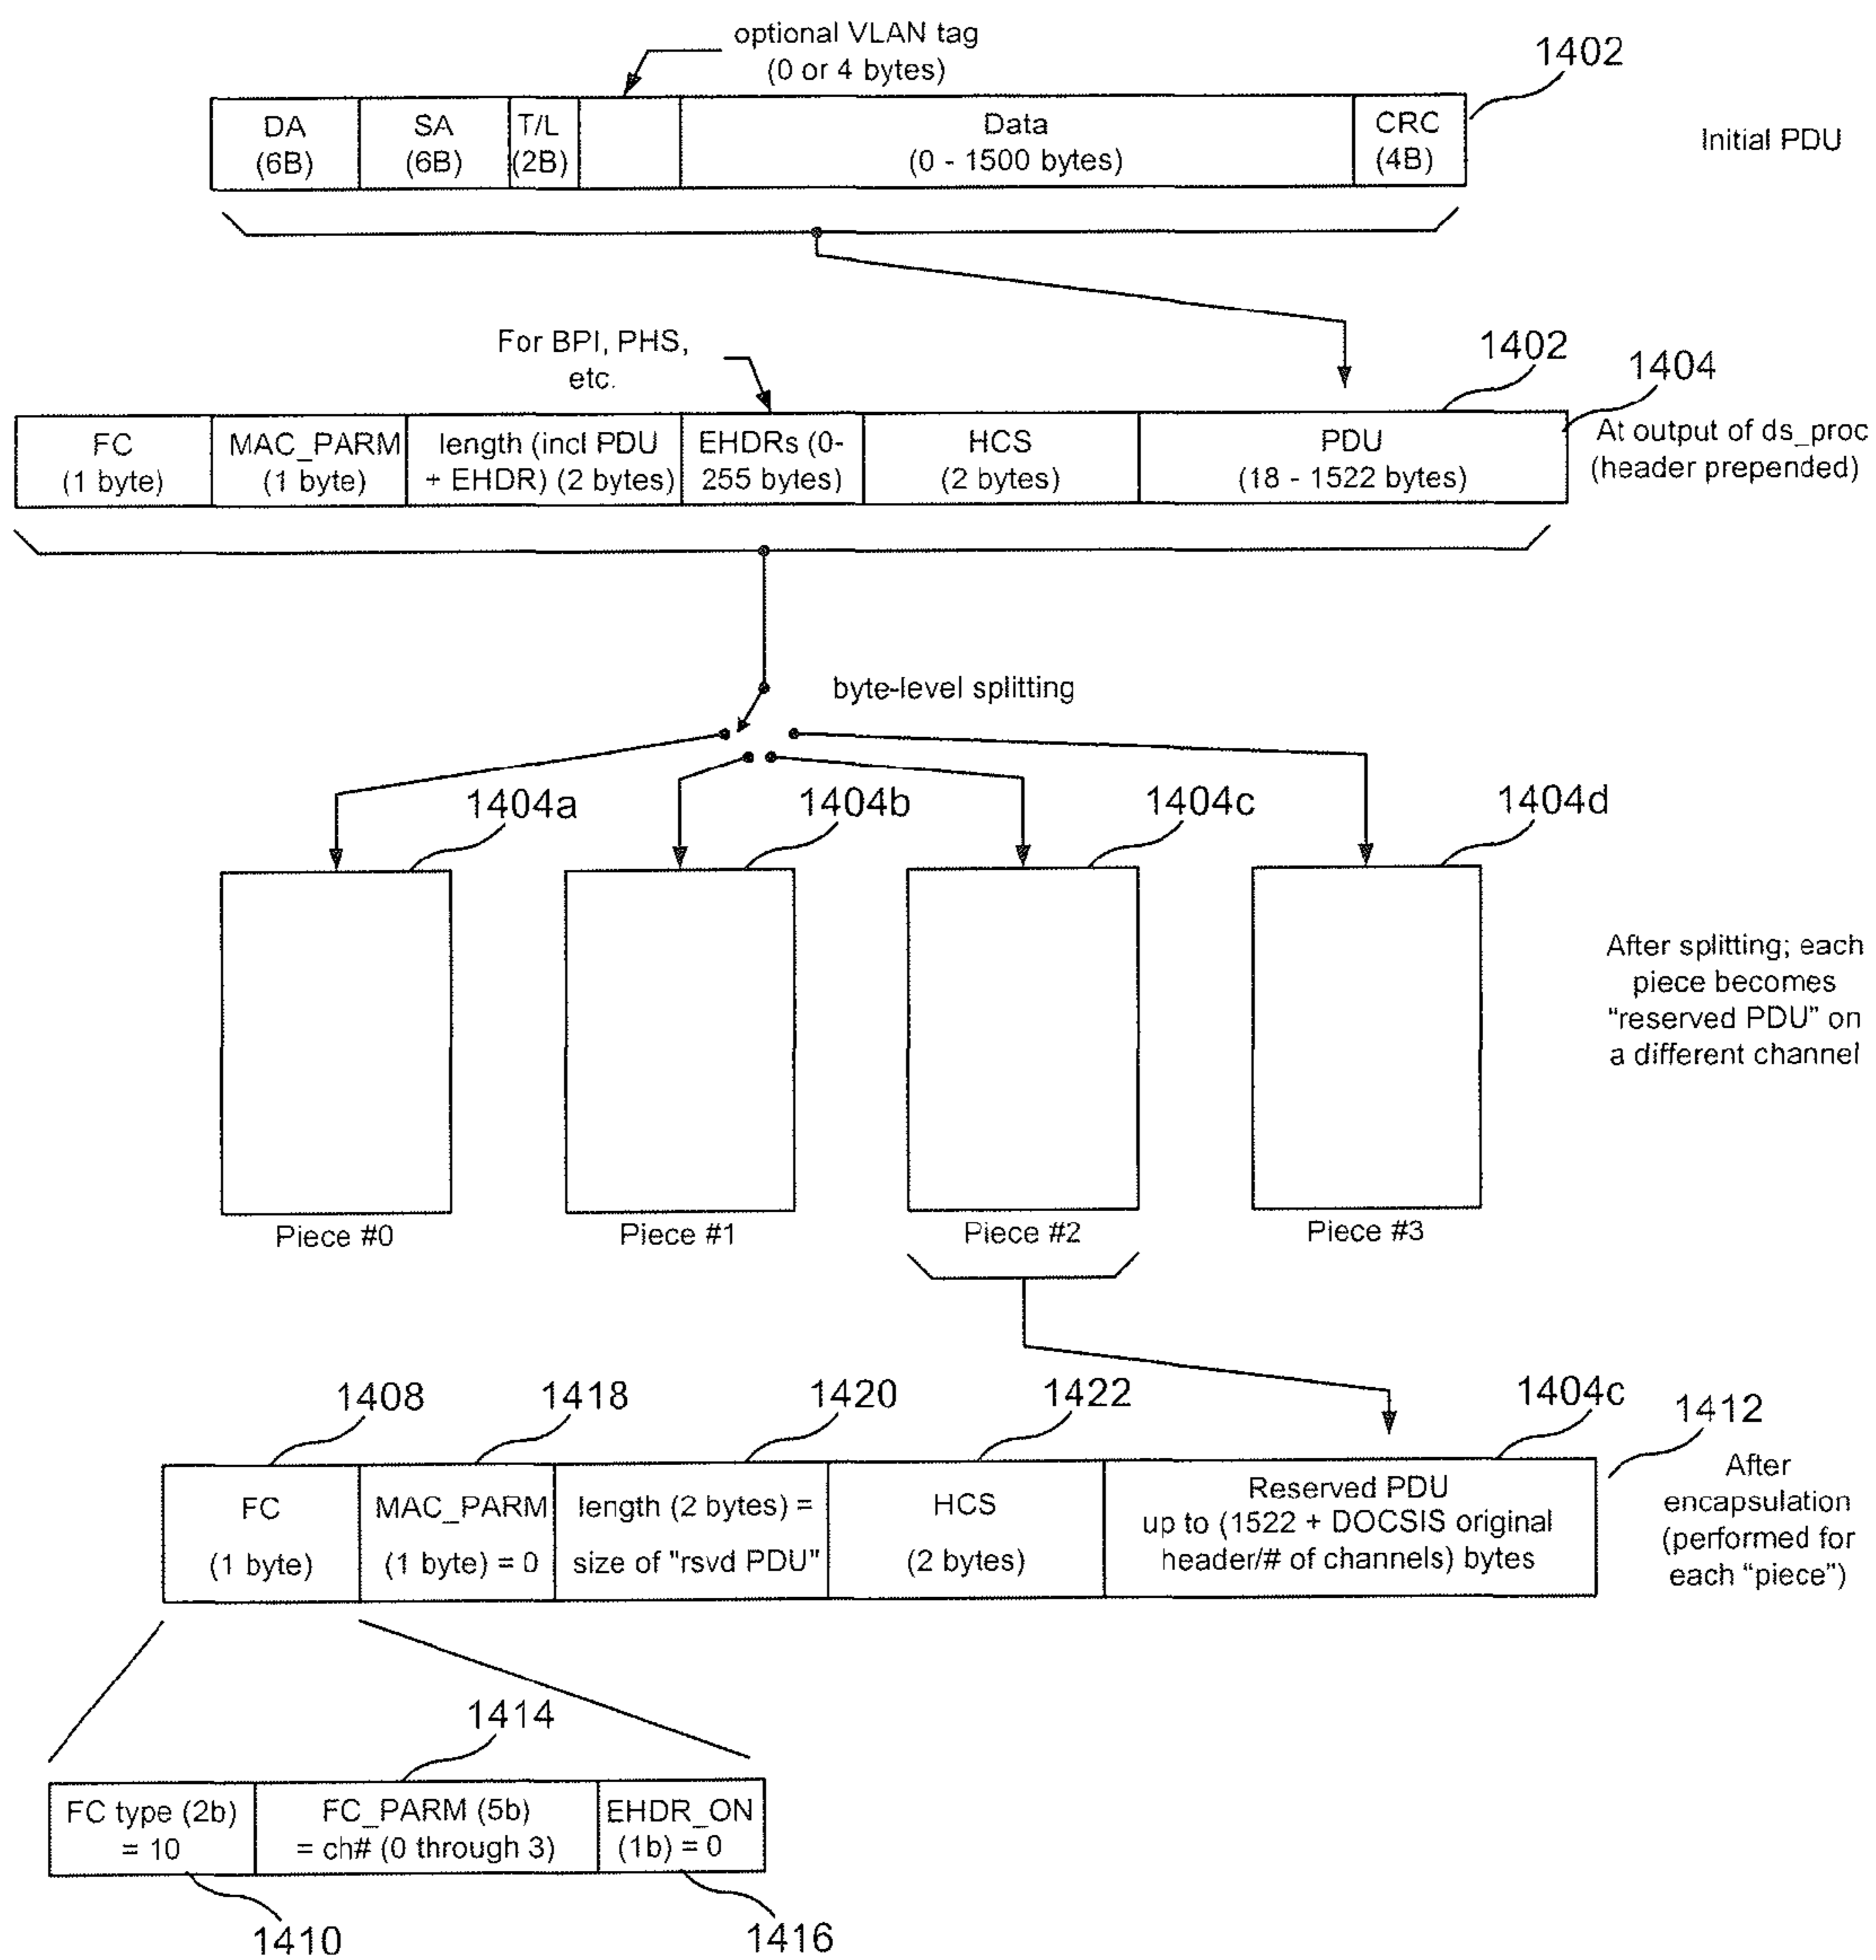 optional VLAN tag
(0 or 4 bytes)
1402
DA
(6B)
SA
(6B)
T/L
(2B)
Data
(0 - 1500 bytes)
CRC
(4B)
Initial PDU
For BPI, PHS,
etc.
1402
1404
FC
(1 byte)
MAC_PARM
(1 byte)
length (incl PDU
+ EHDR) (2 bytes)
EHDRs (0-
255 bytes)
HCS
(2 bytes)
PDU
(18 - 1522 bytes)
At output of ds_proc
(header prepended)
byte-level splitting
1404a
1404b
1404c
1404d
After splitting; each
piece becomes
“reserved PDU” on
a different channel
Piece #0
Piece #1
Piece #2
Piece #3
1408
1418
1420
1422
1404c
1412
FC
(1 byte)
MAC_PARM
(1 byte) = 0
length (2 bytes) =
size of "rsvd PDU"
HCS
(2 bytes)
Reserved PDU
up to (1522 + DOCSIS original
header/# of channels) bytes
After
encapsulation
(performed for
each “piece”)
1414
FC type (2b)
= 10
FC_PARM (5b)
= ch# (0 through 3)
EHDR_ON
(1b) = 0
1410
1416